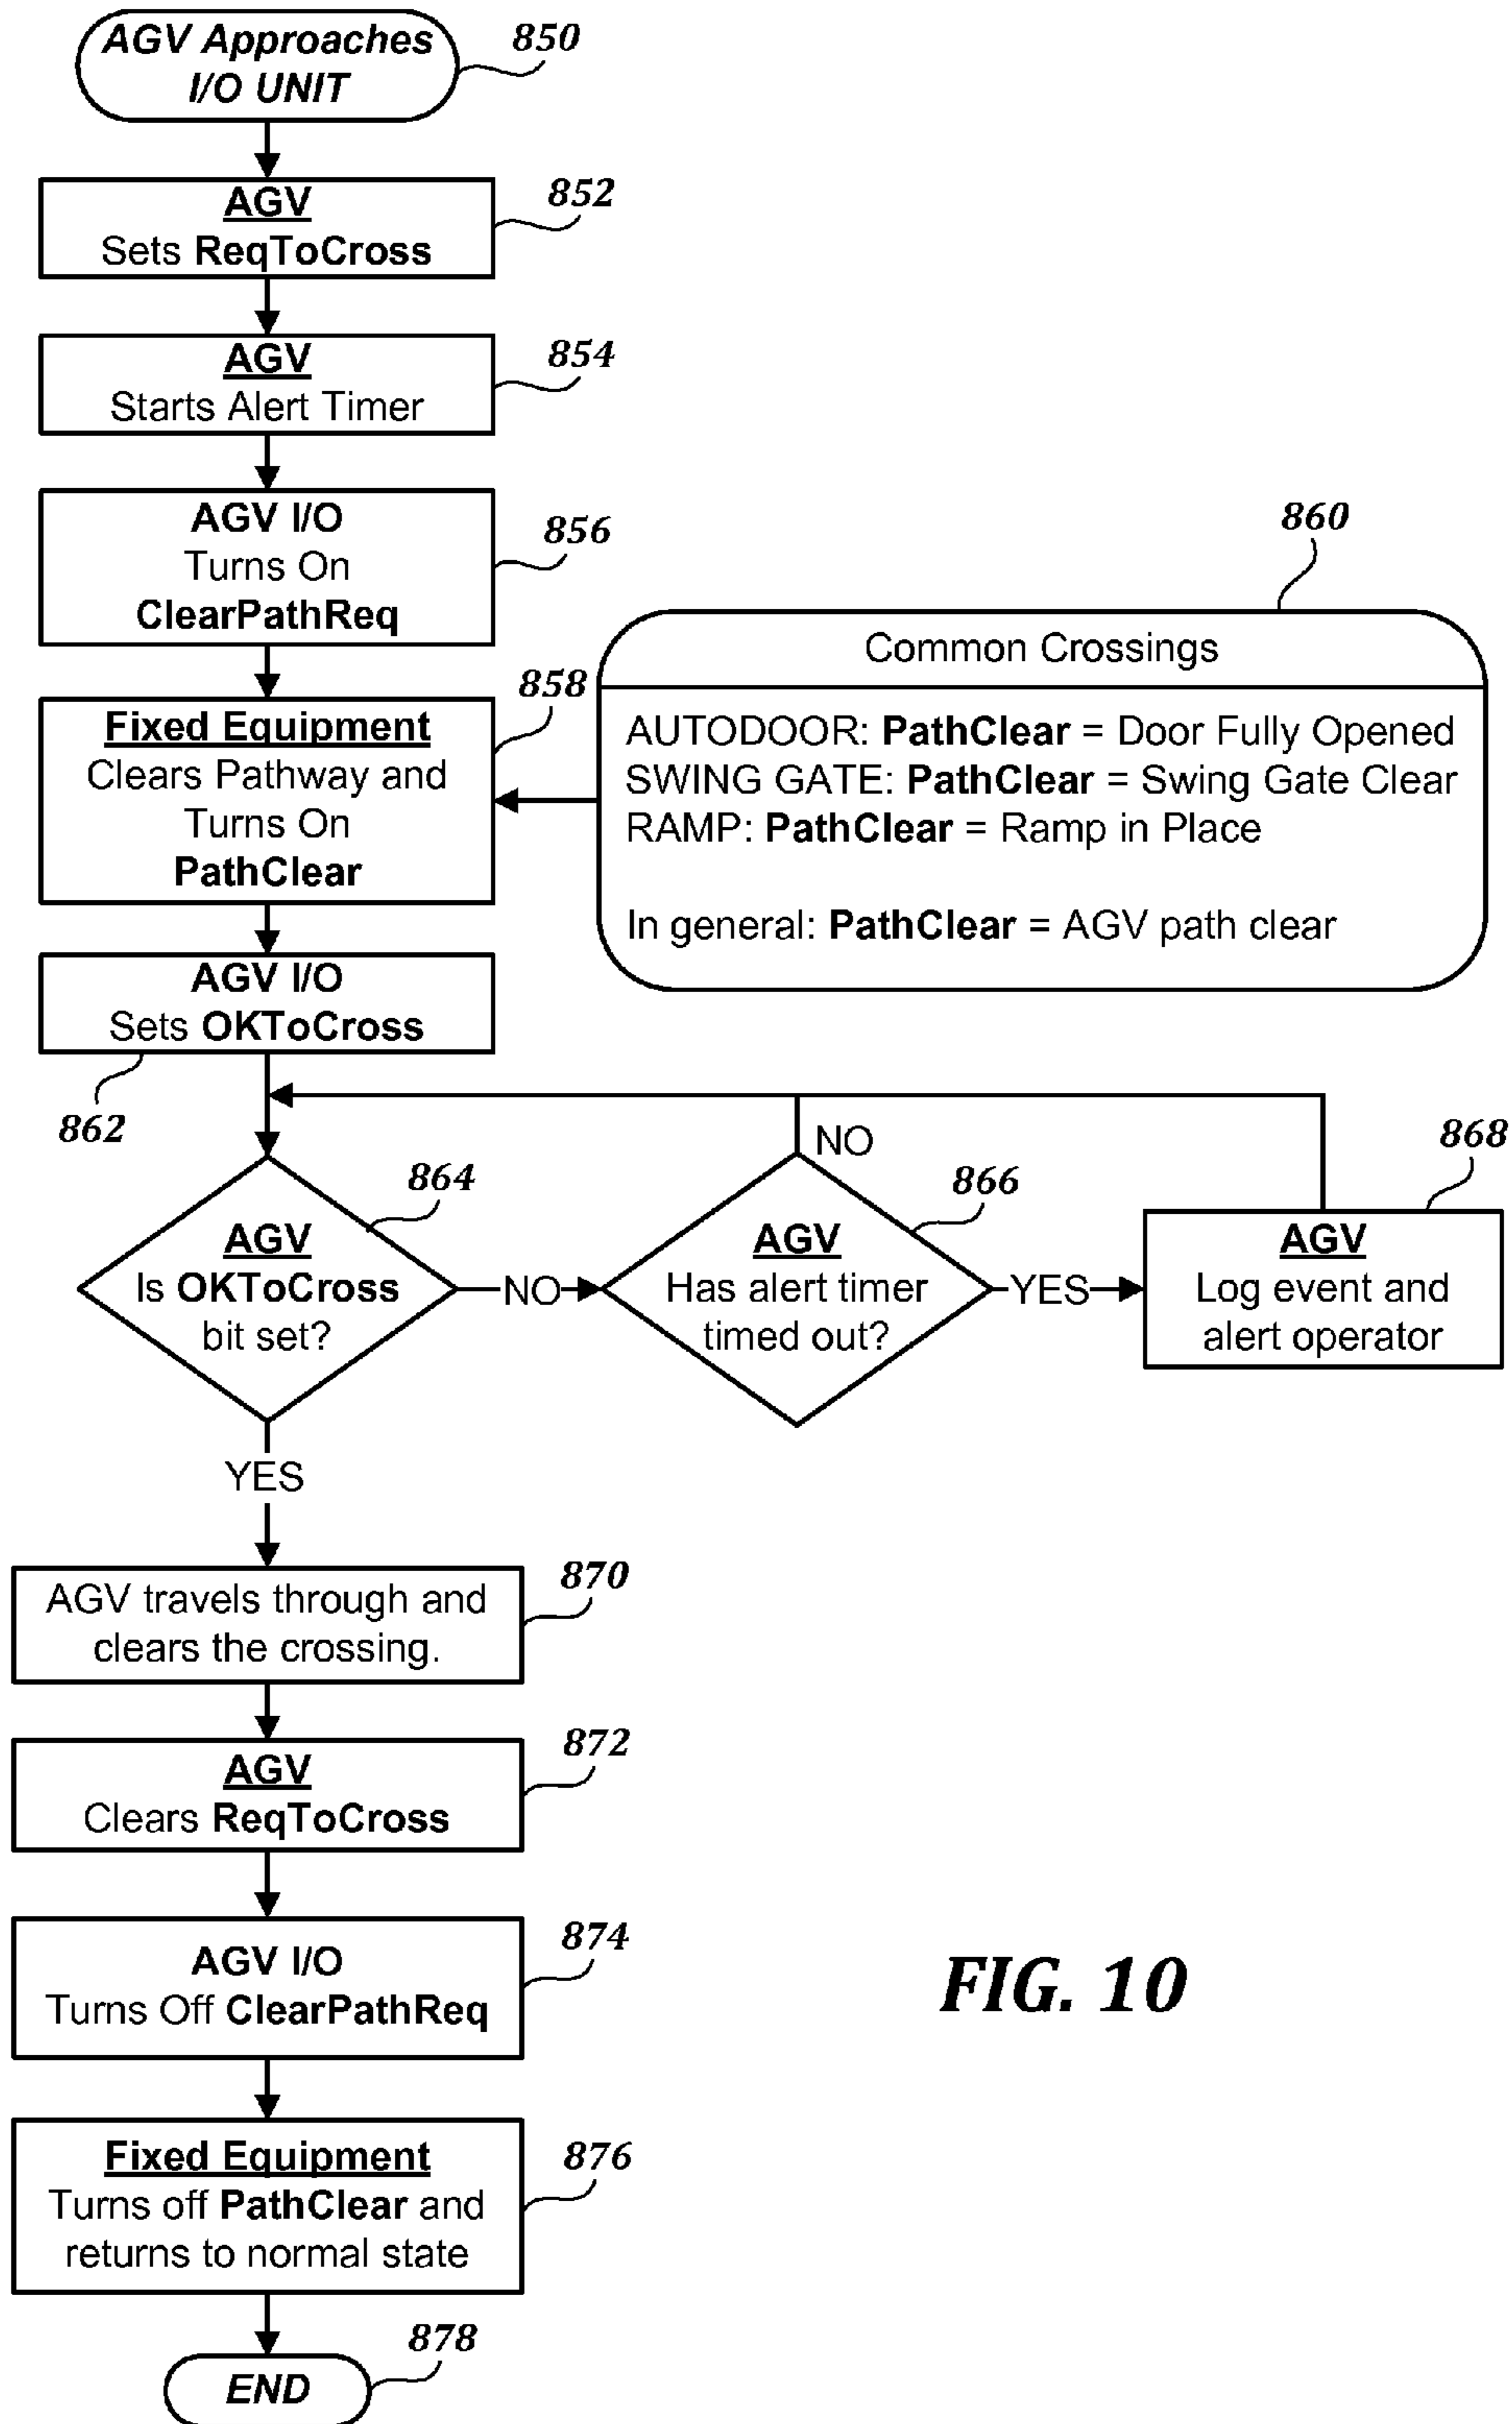 AGV Approaches
I/O UNIT
850
AGV
Sets ReqToCross
852
AGV
Starts Alert Timer
854
AGV I/O
Turns On
ClearPathReq
856
Fixed Equipment
Clears Pathway and
Turns On
PathClear
858
860
Common Crossings
AUTODOOR: PathClear = Door Fully Opened
SWING GATE: PathClear = Swing Gate Clear
RAMP: PathClear = Ramp in Place
In general: PathClear = AGV path clear
AGV I/O
Sets OKToCross
862
AGV
Is OKToCross
bit set?
864
NO
AGV
Has alert timer
timed out?
866
NO
YES
AGV
Log event and
alert operator
868
YES
AGV travels through and
clears the crossing.
870
AGV
Clears ReqToCross
872
AGV I/O
Turns Off ClearPathReq
874
Fixed Equipment
Turns off PathClear and
returns to normal state
876
END
878
FIG. 10